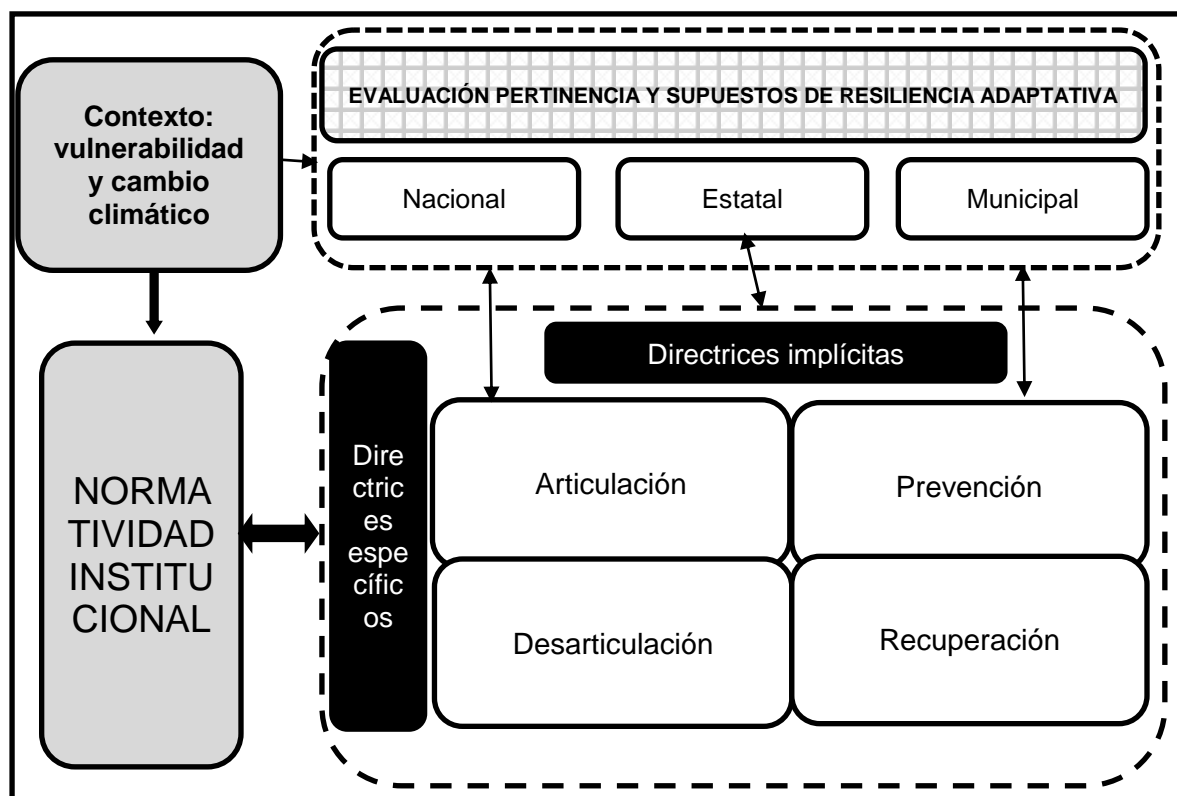 EVALUACIÓN PERTINENCIA Y SUPUESTOS DE RESILIENCIA ADAPTATIVA
Contexto:
vulnerabilidad
y cambio
climático
Nacional
Estatal
Municipal
Directrices implícitas
NORMA
TIVIDAD
INSTITU
CIONAL
Dire
ctric
es
espe
cífic
os
Articulación
Prevención
Desarticulación
Recuperación